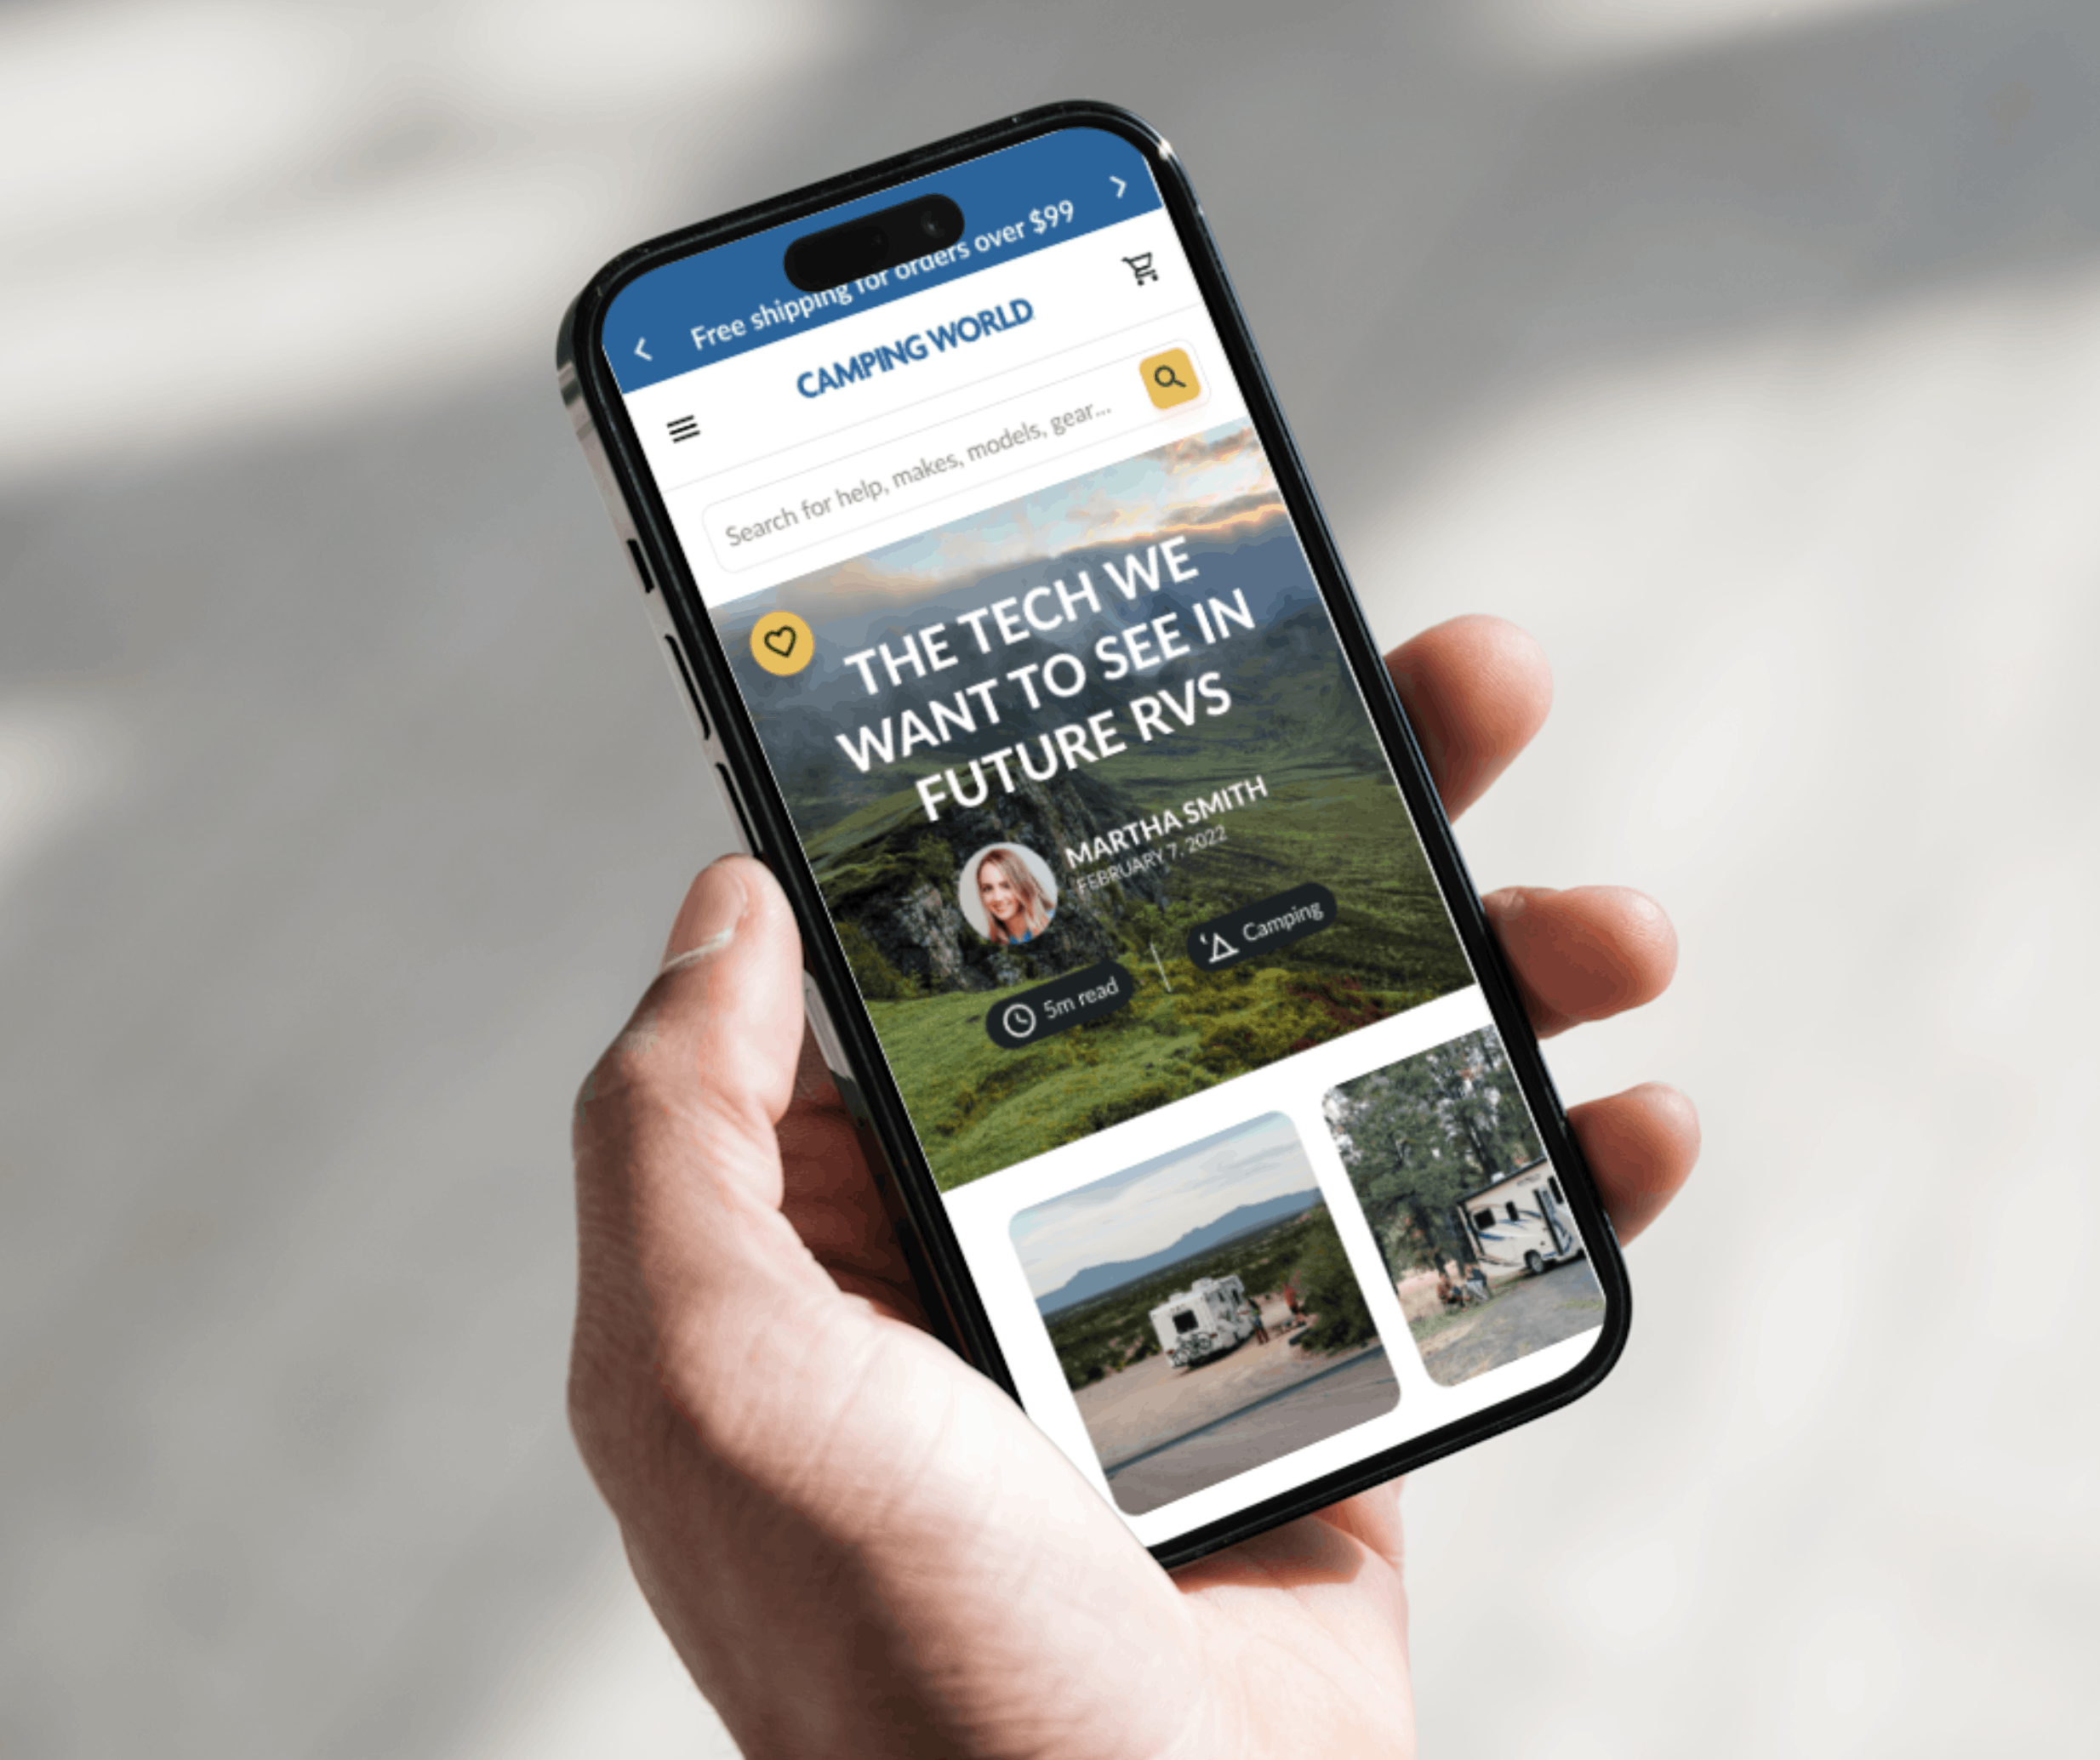 Free shipping for orders over $99
CAMPING WORLD
Search for help, makes, models, gear...
THE TECH WE
WANT TO SEE IN
FUTURE RVS
MARTHA SMITH
FEBRUARY 7, 2022
5m read
Camping